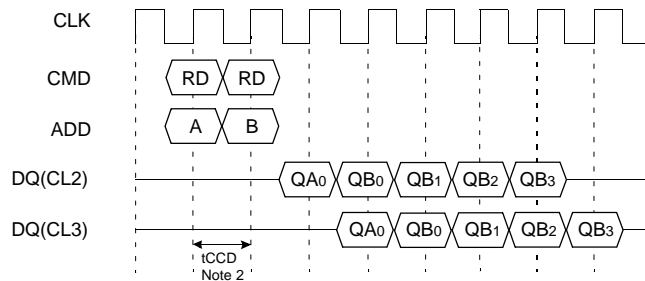 CLK
CMD RD RD
ADD A B
DQ(CL2) QA0 QB0 QB1 QB2 QB3
DQ(CL3) QA0 QB0 QB1 QB2 QB3
tCCD
Note 2